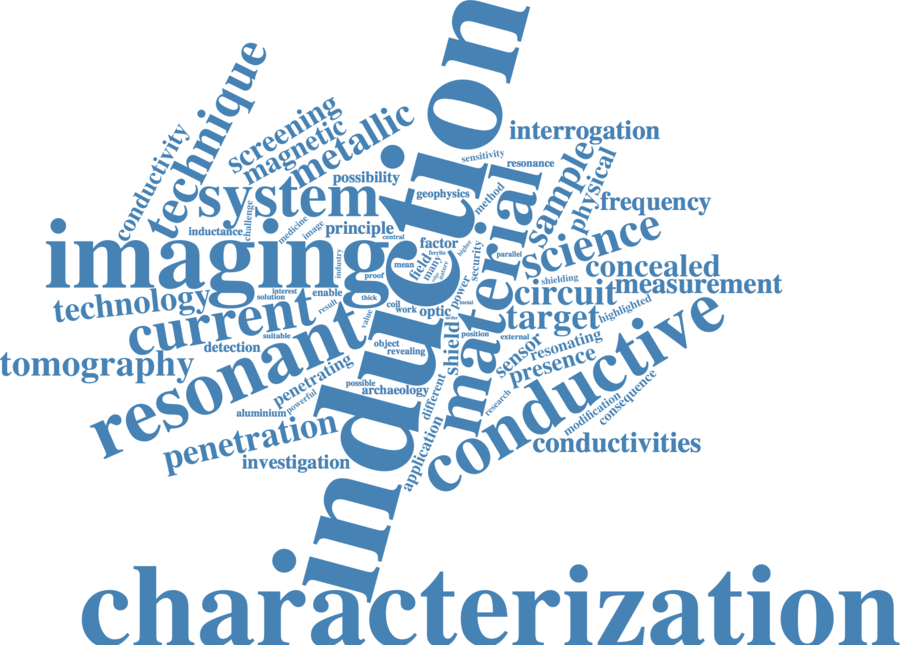 induction
technique
screening
magnetic
metallic
conductivity
interrogation
sensitivity
resonance
possibility
system
geophysics
method
sample
physical
frequency
challenge
inductance
medicine
image
principle
central
factor
material
science
imaging
industry
proof
mean
field
many
ferrite
higher
security
parallel
shielding
concealed
measurement
technology
interest
solution
enable
result
thick
value
coil
work
optic
order
power
metal
circuit
target
highlighted
current
suitable
detection
object
revealing
shield
position
external
sensor
resonating
presence
tomography
resonant
penetrating
powerful
possible
archaeology
different
research
conductive
modification
consequence
aluminium
penetration
investigation
application
conductivities
characterization